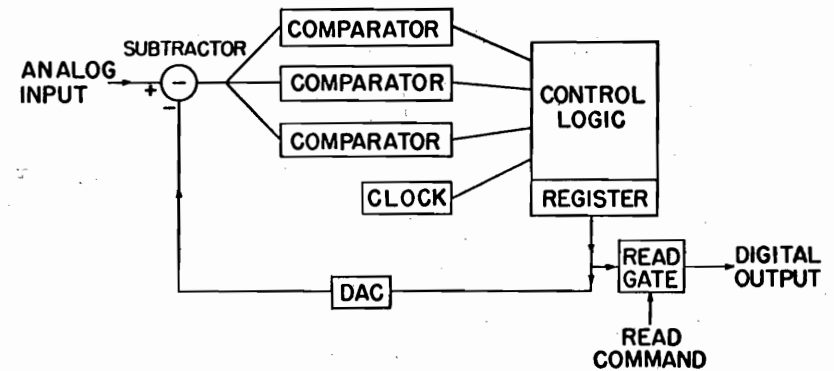 SUBTRACTOR
ANALOG
INPUT
+
−
−
COMPARATOR
COMPARATOR
COMPARATOR
CLOCK
CONTROL
LOGIC
REGISTER
DAC
READ
GATE
DIGITAL
OUTPUT
READ
COMMAND